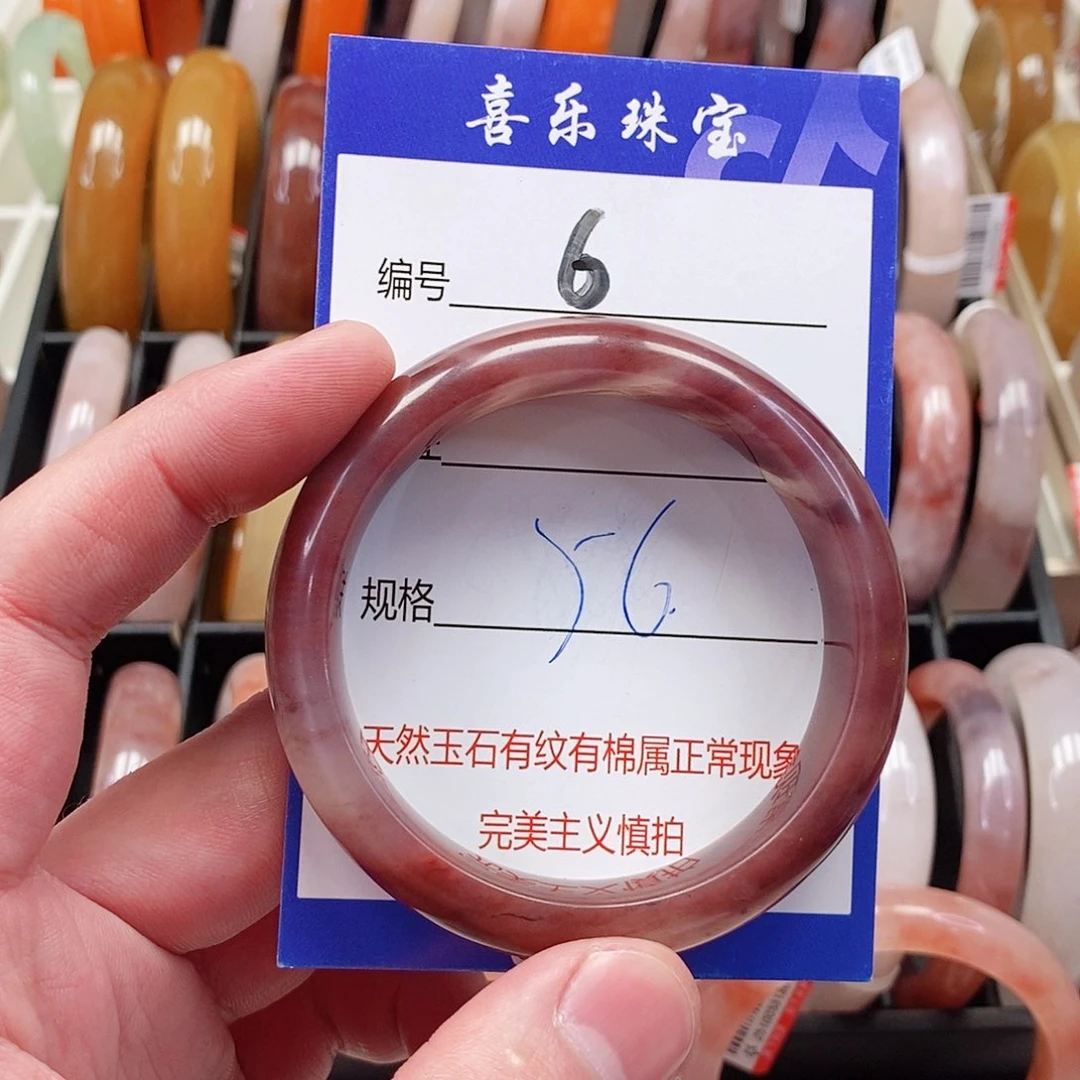 喜乐珠宝
编号 6
规格 56
天然玉石有纹有棉属正常现象
完美主义慎拍